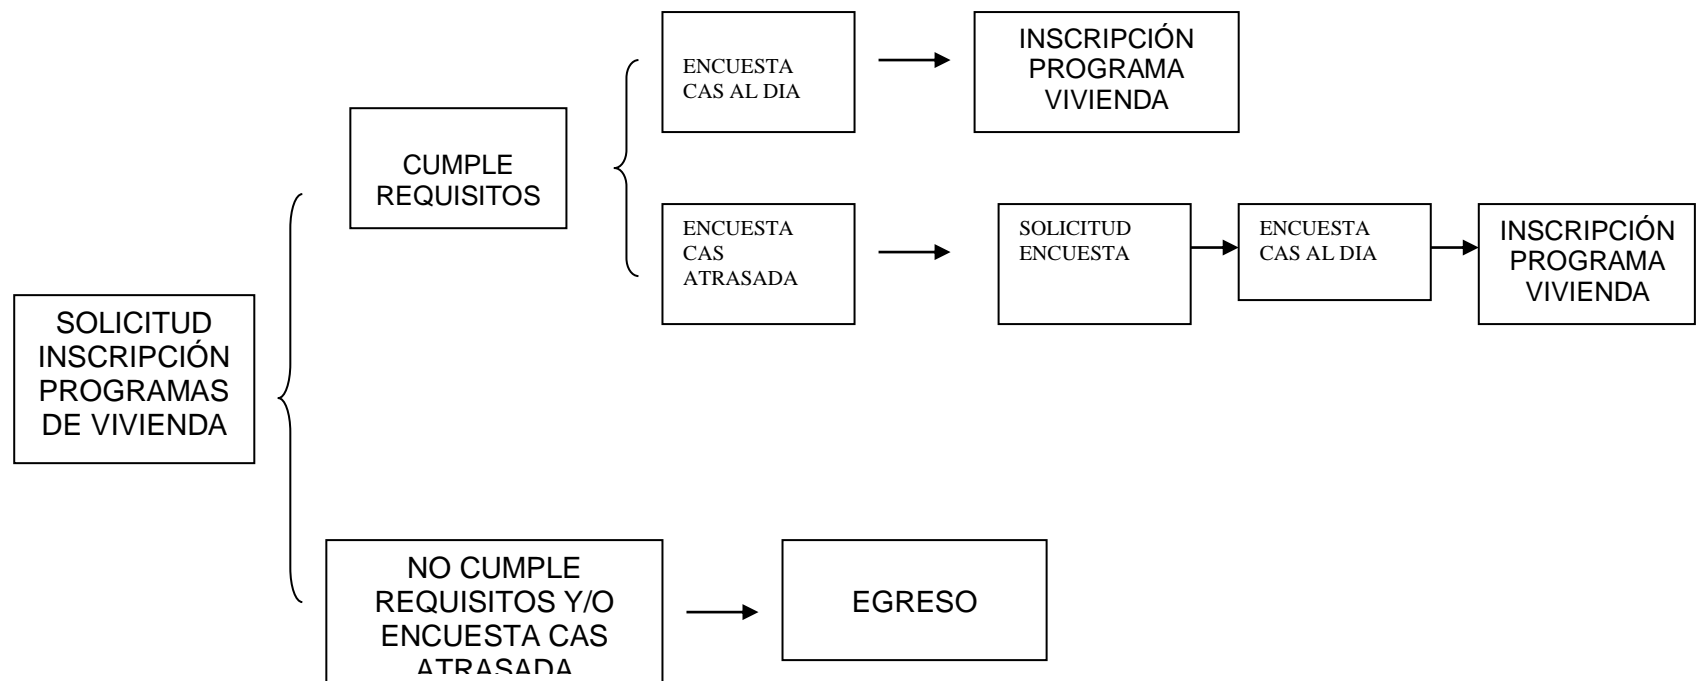 ENCUESTA
CAS AL DIA
INSCRIPCIÓN
PROGRAMA
VIVIENDA
CUMPLE
REQUISITOS
ENCUESTA
CAS
ATRASADA
SOLICITUD
ENCUESTA
ENCUESTA
CAS AL DIA
INSCRIPCIÓN
PROGRAMA
VIVIENDA
SOLICITUD
INSCRIPCIÓN
PROGRAMAS
DE VIVIENDA
NO CUMPLE
REQUISITOS Y/O
ENCUESTA CAS
ATRASADA
EGRESO